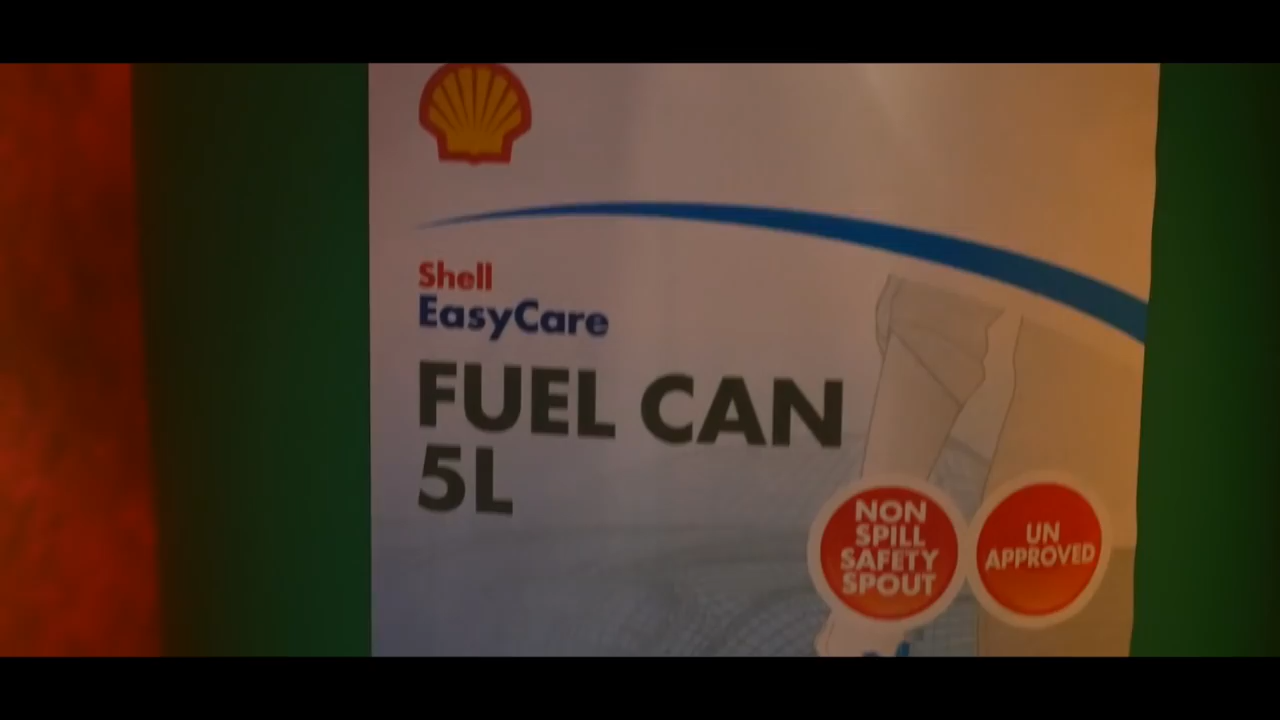 Shell
EasyCare
FUEL CAN
5L
NON
SPILL
SAFETY
SPOUT
UN
APPROVED